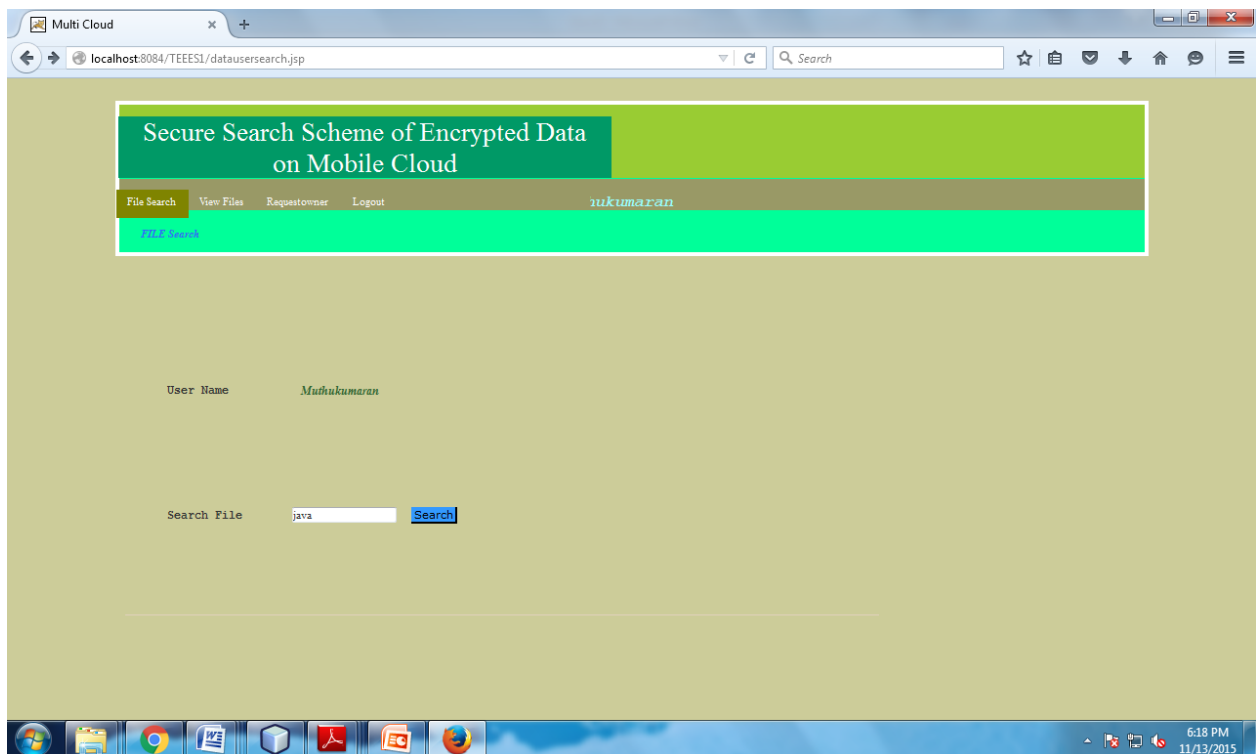 Multi Cloud
localhost:8084/TEEES1/datausersearch.jsp
Search
Secure Search Scheme of Encrypted Data
on Mobile Cloud
File Search View Files Requestowner Logout ukumaran
FILE Search
User Name Muthukumaran
Search File java Search
6:18 PM
11/13/2015